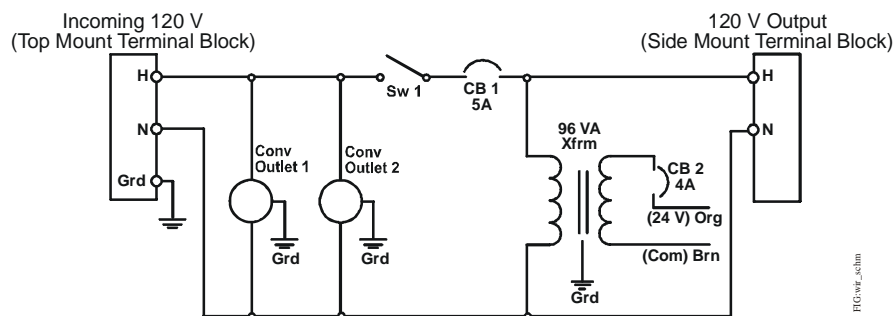 Incoming 120 V
(Top Mount Terminal Block)
120 V Output
(Side Mount Terminal Block)
H
N
Grd
Conv
Outlet 1
Grd
Conv
Outlet 2
Grd
Sw 1
CB 1
5A
96 VA
Xfrm
Grd
CB 2
4A
(24 V) Org
(Com) Brn
H
N
FIG:wir_schm